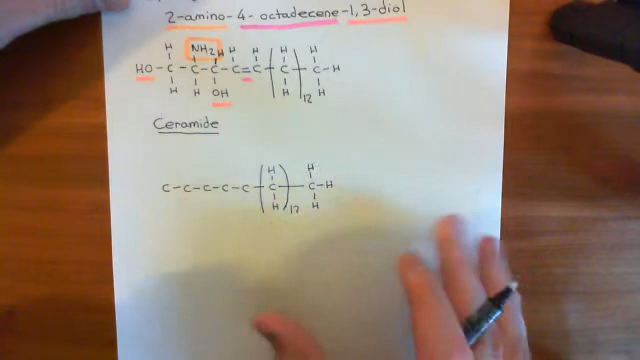 2-amino-4-octadecene-1,3-diol
H NH₂ H H H H H
HO-C-C-C-C=C-(C)-C-H
H H OH H 12 H
Ceramide
H H
C-C-C-C-C-(C)-C-H
H 12 H